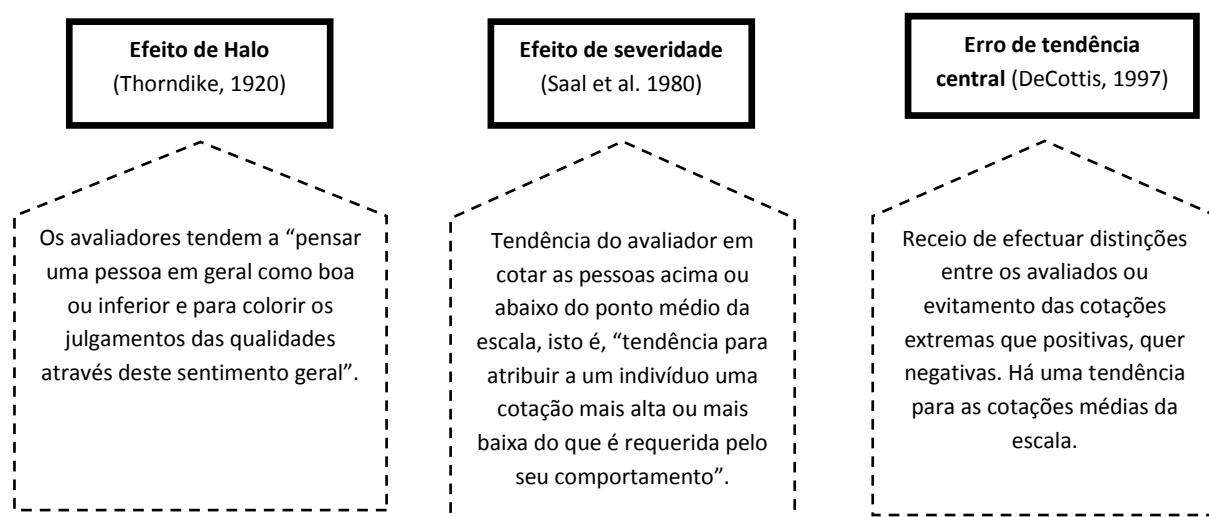 Efeito de Halo
(Thorndike, 1920)
Os avaliadores tendem a “pensar
uma pessoa em geral como boa
ou inferior e para colorir os
julgamentos das qualidades
através deste sentimento geral”.
Efeito de severidade
(Saal et al. 1980)
Tendência do avaliador em
cotar as pessoas acima ou
abaixo do ponto médio da
escala, isto é, “tendência para
atribuir a um indivíduo uma
cotação mais alta ou mais
baixa do que é requerida pelo
seu comportamento”.
Erro de tendência
central (DeCottis, 1997)
Receio de efectuar distinções
entre os avaliados ou
evitamento das cotações
extremas que positivas, quer
negativas. Há uma tendência
para as cotações médias da
escala.